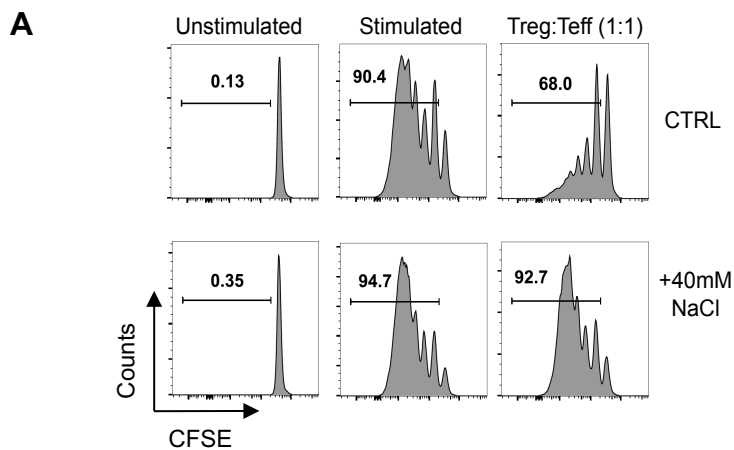 A
Unstimulated Stimulated Treg:Teff (1:1)
0.13 90.4 68.0
CTRL
0.35 94.7 92.7
+40mM
NaCl
Counts
CFSE